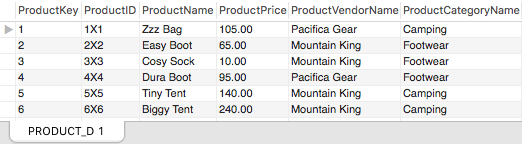 ProductKey ProductID ProductName ProductPrice ProductVendorName ProductCategoryName
1 1X1 Zzz Bag 105.00 Pacifica Gear Camping
2 2X2 Easy Boot 65.00 Mountain King Footwear
3 3X3 Cosy Sock 10.00 Mountain King Footwear
4 4X4 Dura Boot 95.00 Pacifica Gear Footwear
5 5X5 Tiny Tent 140.00 Mountain King Camping
6 6X6 Biggy Tent 240.00 Mountain King Camping
PRODUCT_D 1